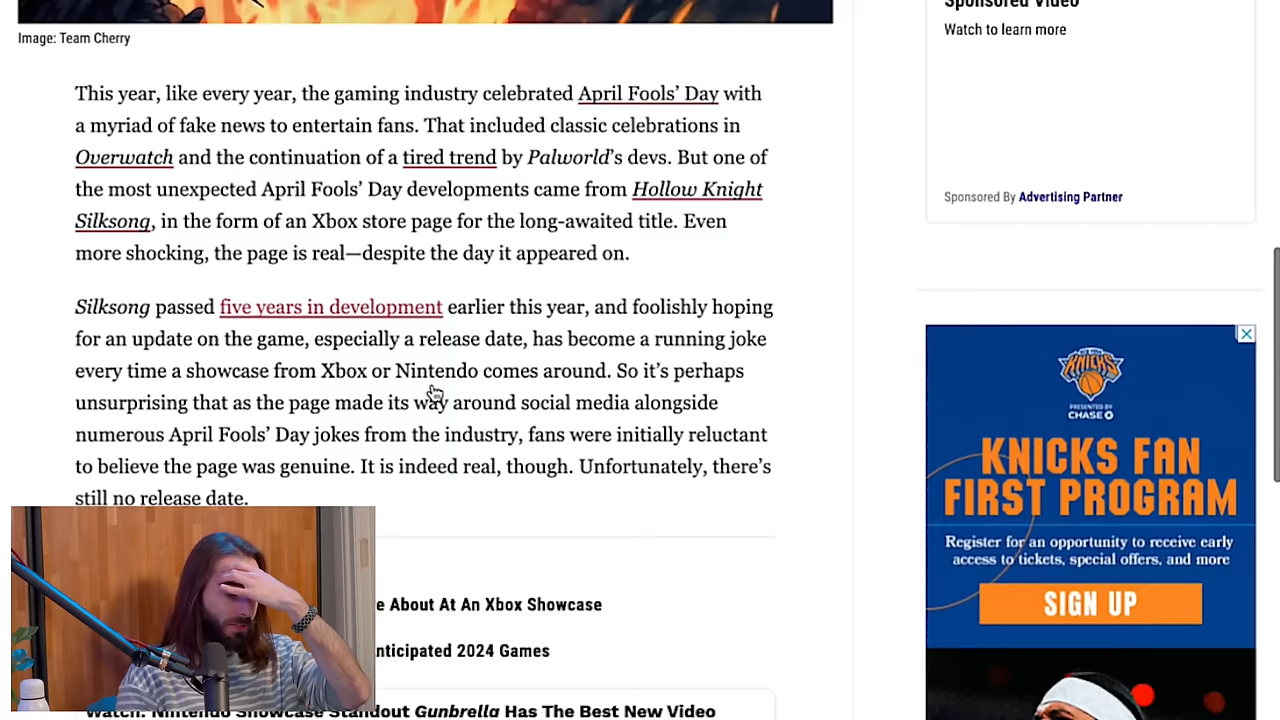 Image: Team Cherry
This year, like every year, the gaming industry celebrated April Fools’ Day with
a myriad of fake news to entertain fans. That included classic celebrations in
Overwatch and the continuation of a tired trend by Palworld’s devs. But one of
the most unexpected April Fools’ Day developments came from Hollow Knight
Silksong, in the form of an Xbox store page for the long-awaited title. Even
more shocking, the page is real—despite the day it appeared on.
Silksong passed five years in development earlier this year, and foolishly hoping
for an update on the game, especially a release date, has become a running joke
every time a showcase from Xbox or Nintendo comes around. So it’s perhaps
unsurprising that as the page made its way around social media alongside
numerous April Fools’ Day jokes from the industry, fans were initially reluctant
to believe the page was genuine. It is indeed real, though. Unfortunately, there’s
still no release date.
e About At An Xbox Showcase
nticipated 2024 Games
Watch: Nintendo Showcase Standout Gunbrella Has The Best New Video
Sponsored Video
Watch to learn more
Sponsored By Advertising Partner
NEW YORK
KNICKS
PRESENTED BY
CHASE
KNICKS FAN
FIRST PROGRAM
Register for an opportunity to receive early
access to tickets, special offers, and more
SIGN UP